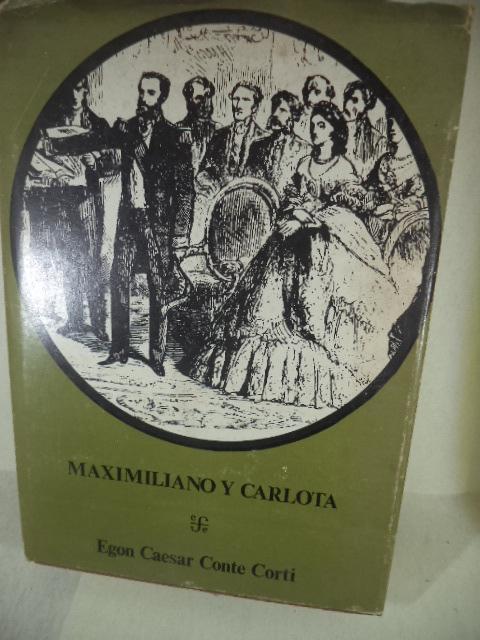 MAXIMILIANO Y CARLOTA
Egon Caesar Conte Corti